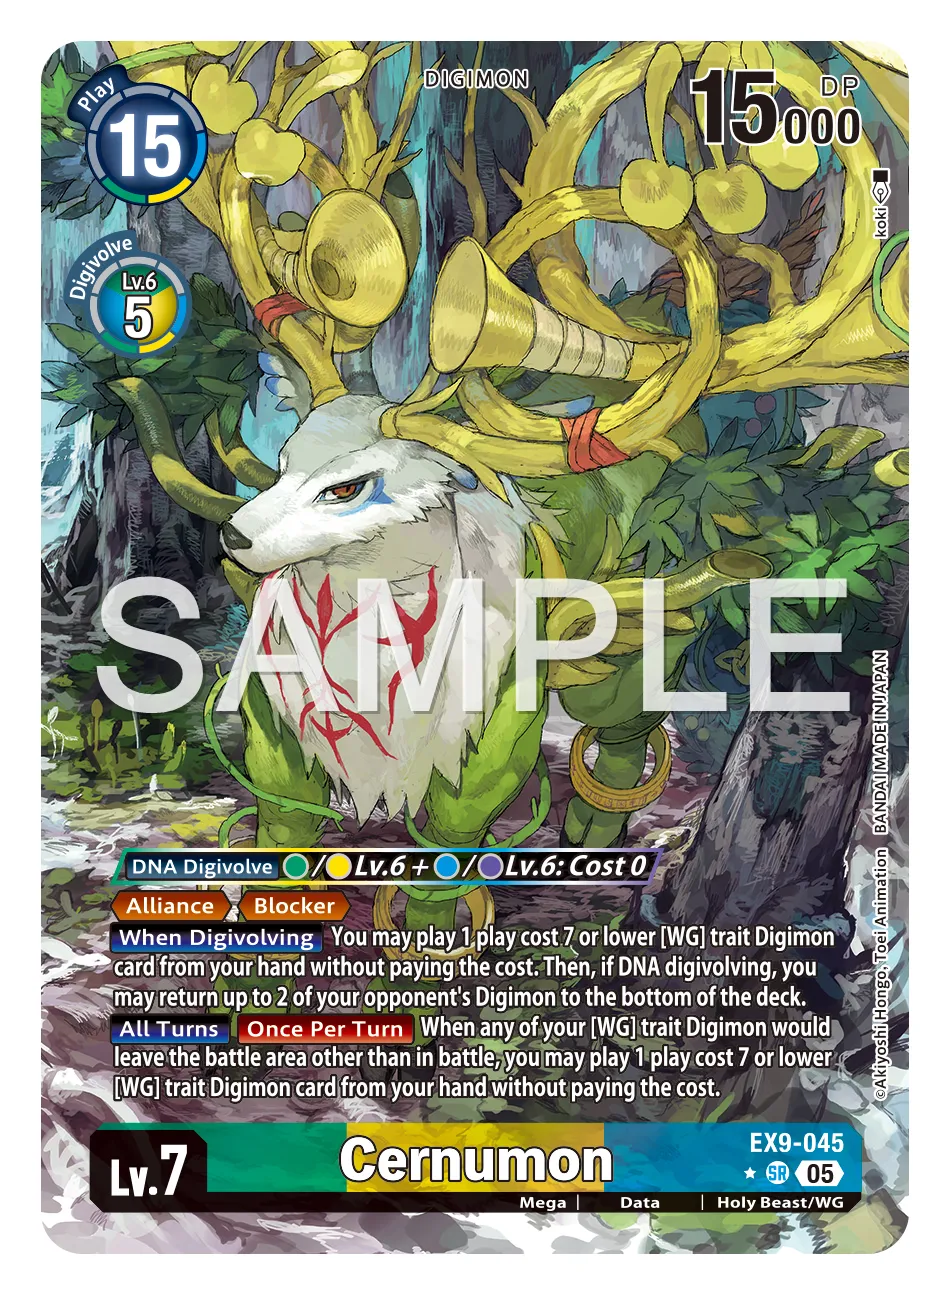 DIGIMON
Play
15
15000
DP
Digivolve
Lv.6
5
koki
SAMPLE
BANDAI MADE IN JAPAN
©Akiyoshi Hongo, Toei Animation
DNA Digivolve / Lv.6 + / Lv.6: Cost 0
Alliance Blocker
When Digivolving You may play 1 play cost 7 or lower [WG] trait Digimon
card from your hand without paying the cost. Then, if DNA digivolving, you
may return up to 2 of your opponent's Digimon to the bottom of the deck.
All Turns Once Per Turn When any of your [WG] trait Digimon would
leave the battle area other than in battle, you may play 1 play cost 7 or lower
[WG] trait Digimon card from your hand without paying the cost.
Lv.7
Cernumon
EX9-045
SR 05
Mega | Data | Holy Beast/WG